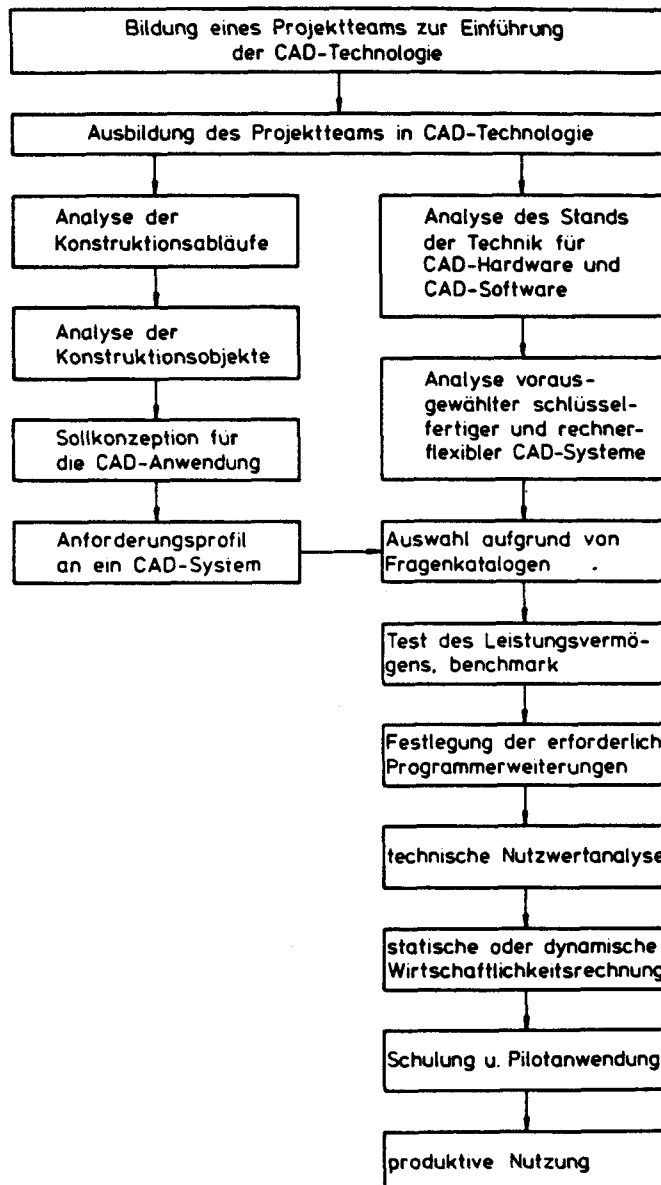 Bildung eines Projektteams zur Einführung
der CAD-Technologie
Ausbildung des Projektteams in CAD-Technologie
Analyse der
Konstruktionsabläufe
Analyse der
Konstruktionsobjekte
Sollkonzeption für
die CAD-Anwendung
Anforderungsprofil
an ein CAD-System
Analyse des Stands
der Technik für
CAD-Hardware und
CAD-Software
Analyse voraus-
gewählter schlüssel-
fertiger und rechner-
flexibler CAD-Systeme
Auswahl aufgrund von
Fragenkatalogen
Test des Leistungsvermö-
gens, benchmark
Festlegung der erforderlich
Programmerweiterungen
technische Nutzwertanalyse
statische oder dynamische
Wirtschaftlichkeitsrechnung
Schulung u. Pilotanwendung
produktive Nutzung